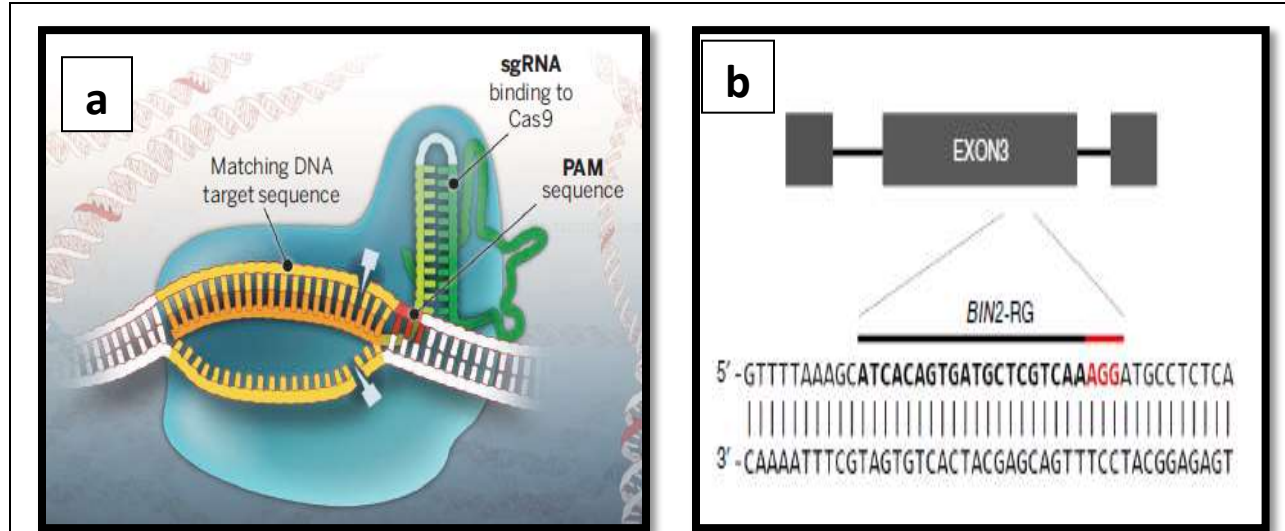 a
sgRNA
binding to
Cas9
Matching DNA
target sequence
PAM
sequence
b
EXON3
BIN2-RG
5′ -GTTTTAAAGCATCACAGTGATGCTCGTCAAAGGATGCCTCTCA
3′ -CAAAATTTCGTAGTGTCACTACGAGCAGTTTCCTACGGAGAGT